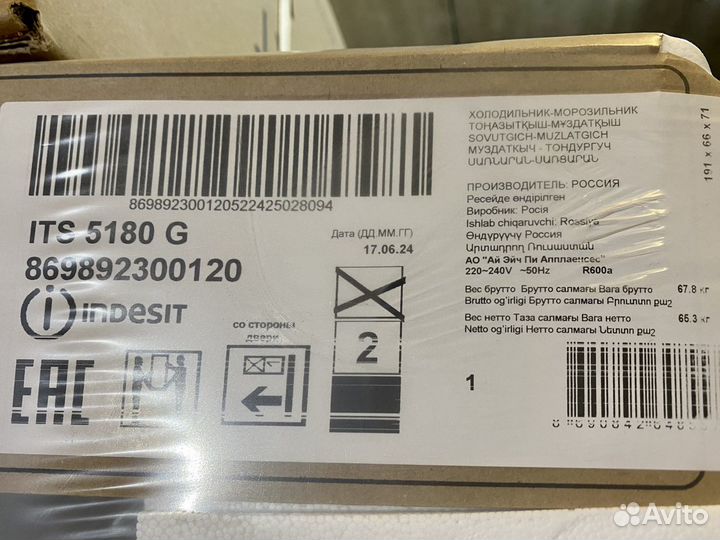 869892300120522425028094
ITS 5180 G
869892300120
indesit
EAC
Дата (ДД.ММ.ГГ)
17.06.24
со стороны
двери
2
ХОЛОДИЛЬНИК-МОРОЗИЛЬНИК
ТОҢАЗЫТҚЫШ-МҰЗДАТҚЫШ
SOVUTGICH-MUZLATGICH
МУЗДАТКЫЧ - ТОНДУРГУЧ
ՍԱՌՆԱՐԱՆ-ՍԱՌՑԱՐԱՆ
ПРОИЗВОДИТЕЛЬ: РОССИЯ
Ресейде өндірілген
Виробник: Росія
Ishlab chiqaruvchi: Rossiya
Өндүрүүчү Россия
Արտադրող Ռուսաստան
АО "Ай Эйч Пи Апплаенсес"
220~240V ~50Hz R600a
Вес брутто Брутто салмағы Вага брутто 67.8 кг
Brutto og'irligi Брутто салмагы Բրուտտո քաշ
Вес нетто Таза салмағы Вага нетто 65.3 кг
Netto og'irligi Нетто салмагы Նետտո քաշ
1
191 x 66 x 71
Avito